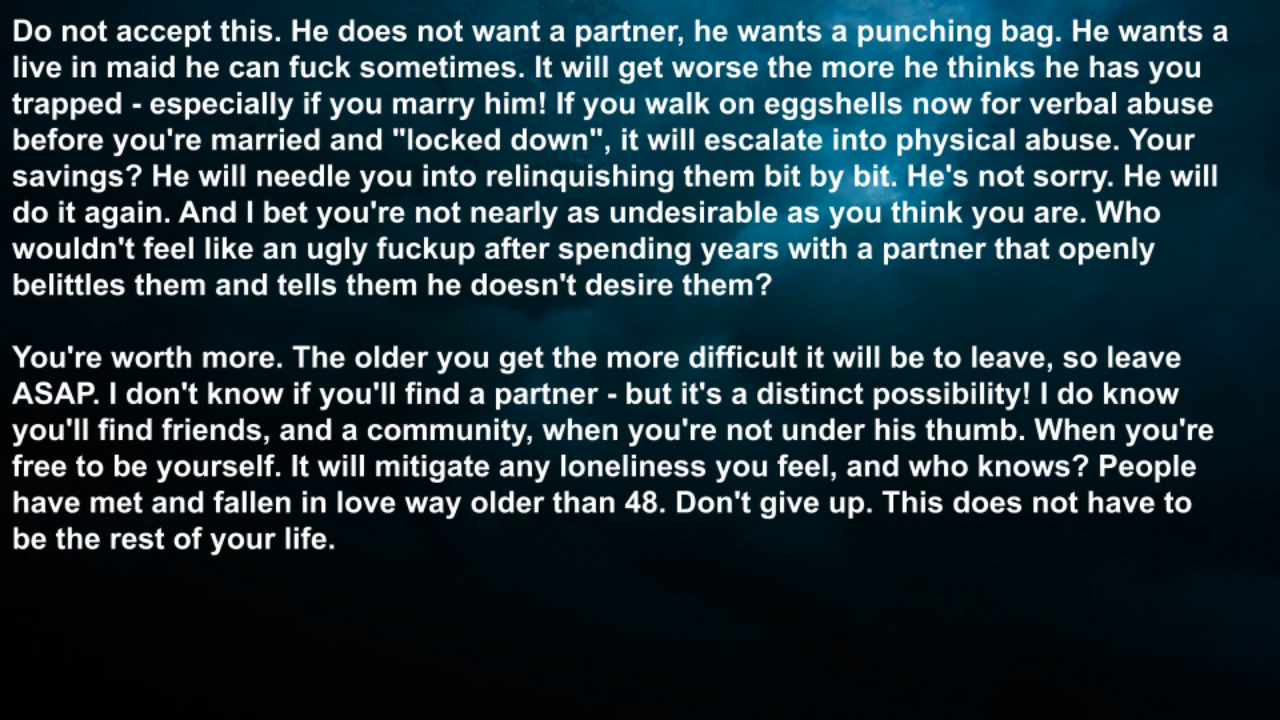 Do not accept this. He does not want a partner, he wants a punching bag. He wants a
live in maid he can fuck sometimes. It will get worse the more he thinks he has you
trapped - especially if you marry him! If you walk on eggshells now for verbal abuse
before you're married and "locked down", it will escalate into physical abuse. Your
savings? He will needle you into relinquishing them bit by bit. He's not sorry. He will
do it again. And I bet you're not nearly as undesirable as you think you are. Who
wouldn't feel like an ugly fuckup after spending years with a partner that openly
belittles them and tells them he doesn't desire them?

You're worth more. The older you get the more difficult it will be to leave, so leave
ASAP. I don't know if you'll find a partner - but it's a distinct possibility! I do know
you'll find friends, and a community, when you're not under his thumb. When you're
free to be yourself. It will mitigate any loneliness you feel, and who knows? People
have met and fallen in love way older than 48. Don't give up. This does not have to
be the rest of your life.